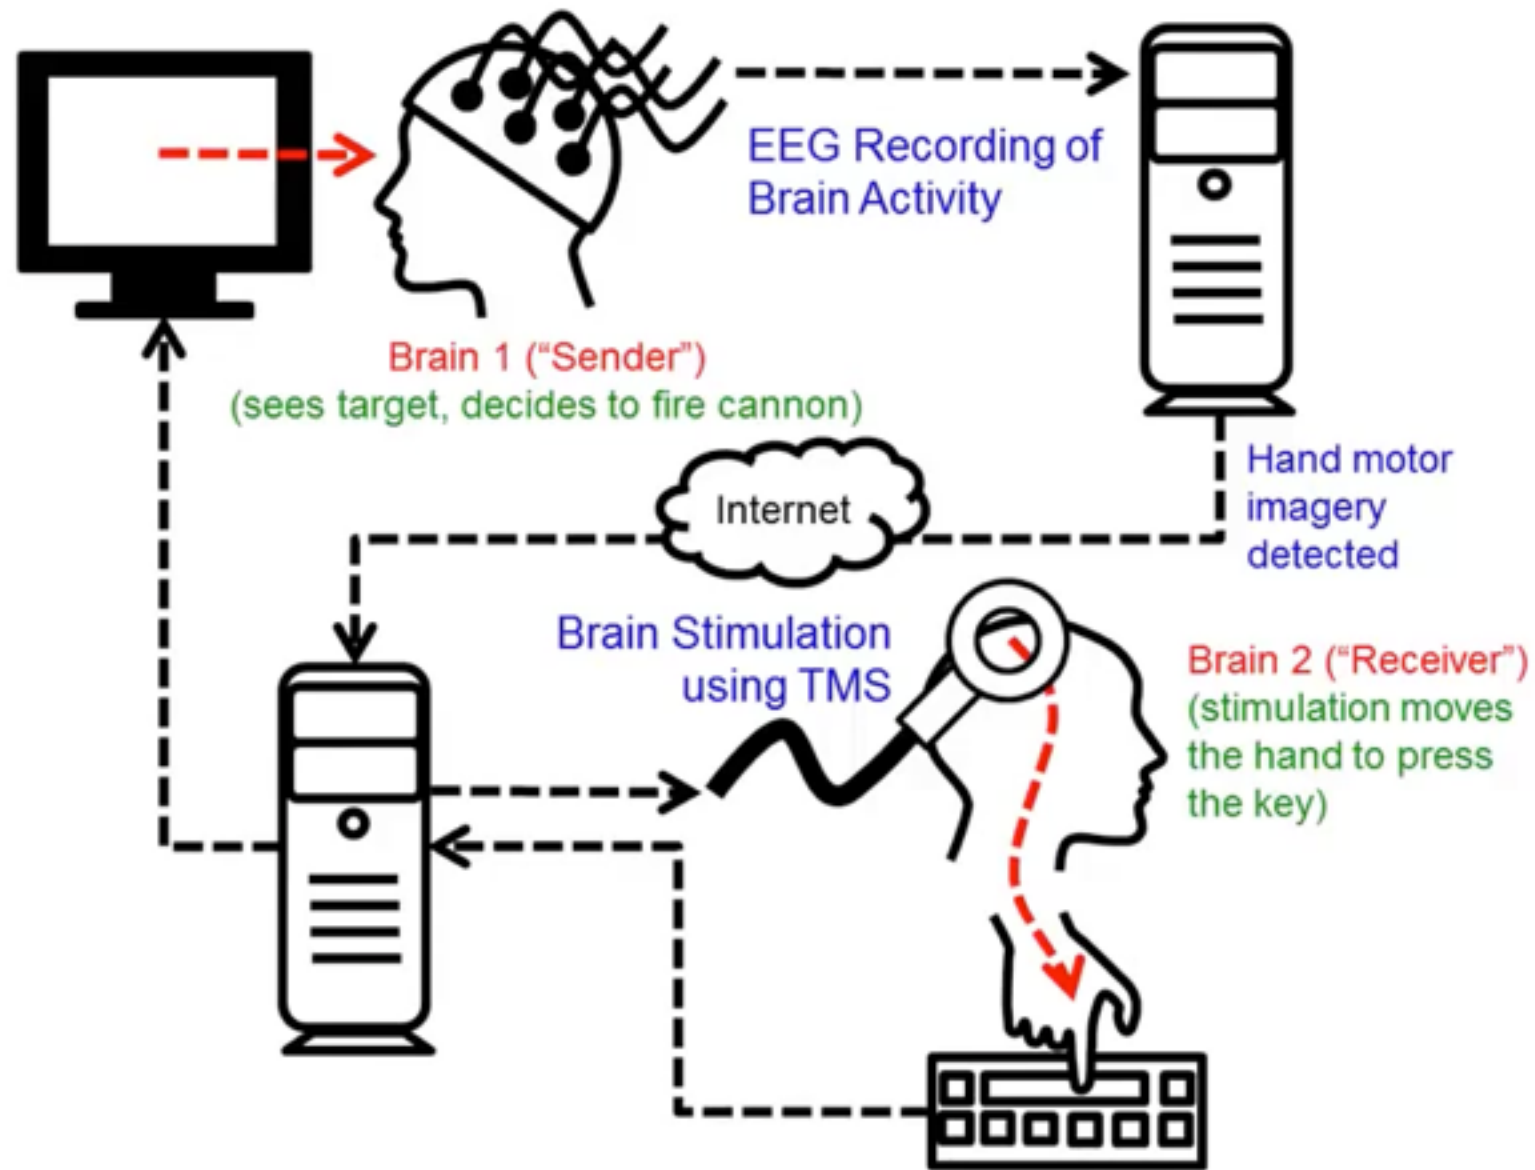 EEG Recording of
Brain Activity
Brain 1 (“Sender”)
(sees target, decides to fire cannon)
Hand motor
imagery
detected
Internet
Brain Stimulation
using TMS
Brain 2 (“Receiver”)
(stimulation moves
the hand to press
the key)